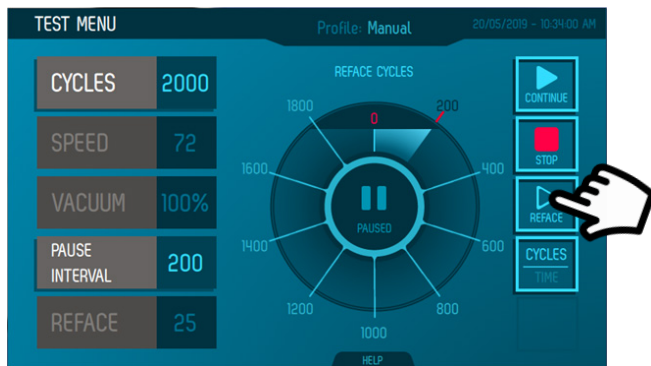 TEST MENU
Profile: Manual
20/05/2019 - 10:34:00 AM
CYCLES 2000
SPEED 72
VACUUM 100%
PAUSE
INTERVAL
200
REFACE 25
REFACE CYCLES
0
200
400
600
800
1000
1200
1400
1600
1800
PAUSED
HELP
CONTINUE
STOP
REFACE
CYCLES
TIME